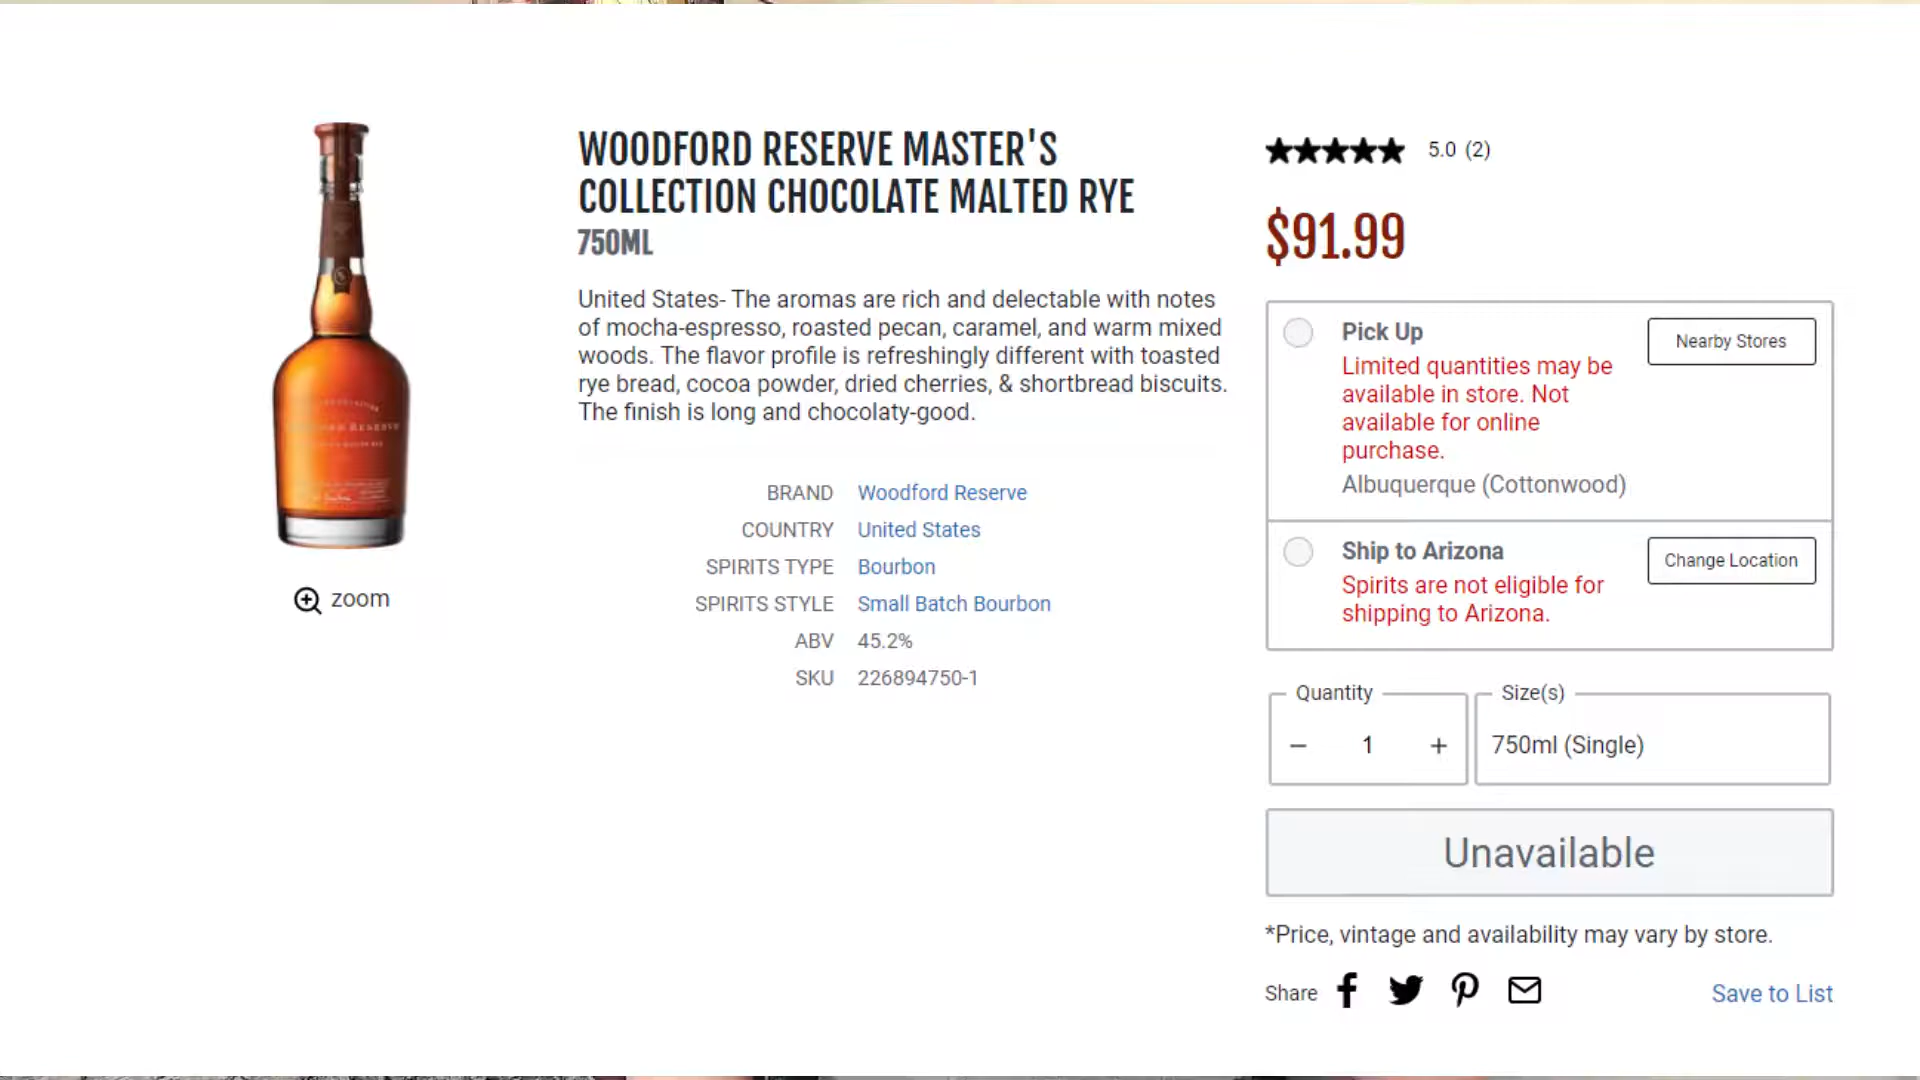 WOODFORD RESERVE MASTER'S
COLLECTION CHOCOLATE MALTED RYE
750ML
United States- The aromas are rich and delectable with notes
of mocha-espresso, roasted pecan, caramel, and warm mixed
woods. The flavor profile is refreshingly different with toasted
rye bread, cocoa powder, dried cherries, & shortbread biscuits.
The finish is long and chocolaty-good.
zoom
BRAND Woodford Reserve
COUNTRY United States
SPIRITS TYPE Bourbon
SPIRITS STYLE Small Batch Bourbon
ABV 45.2%
SKU 226894750-1
5.0 (2)
$91.99
Pick Up
Nearby Stores
Limited quantities may be
available in store. Not
available for online
purchase.
Albuquerque (Cottonwood)
Ship to Arizona
Change Location
Spirits are not eligible for
shipping to Arizona.
Quantity
− 1 +
Size(s)
750ml (Single)
Unavailable
*Price, vintage and availability may vary by store.
Share
Save to List